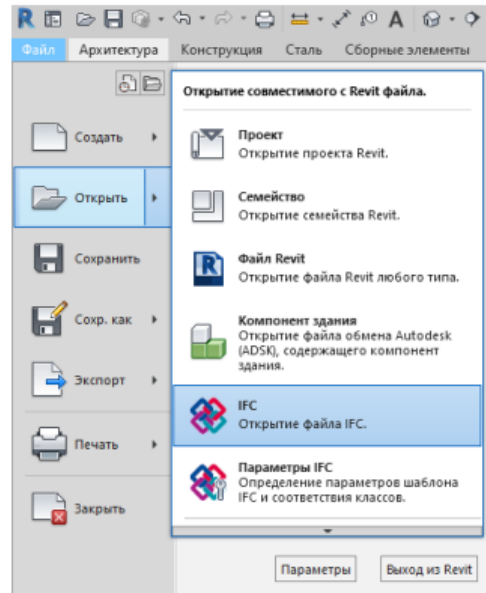 Файл Архитектура Конструкция Сталь Сборные элементы
Открытие совместимого с Revit файла.
Создать
Открыть
Сохранить
Сохр. как
Экспорт
Печать
Закрыть
Проект
Открытие проекта Revit.
Семейство
Открытие семейства Revit.
Файл Revit
Открытие файла Revit любого типа.
Компонент здания
Открытие файла обмена Autodesk
(ADSK), содержащего компонент
здания.
IFC
Открытие файла IFC.
Параметры IFC
Определение параметров шаблона
IFC и соответствия классов.
Параметры Выход из Revit